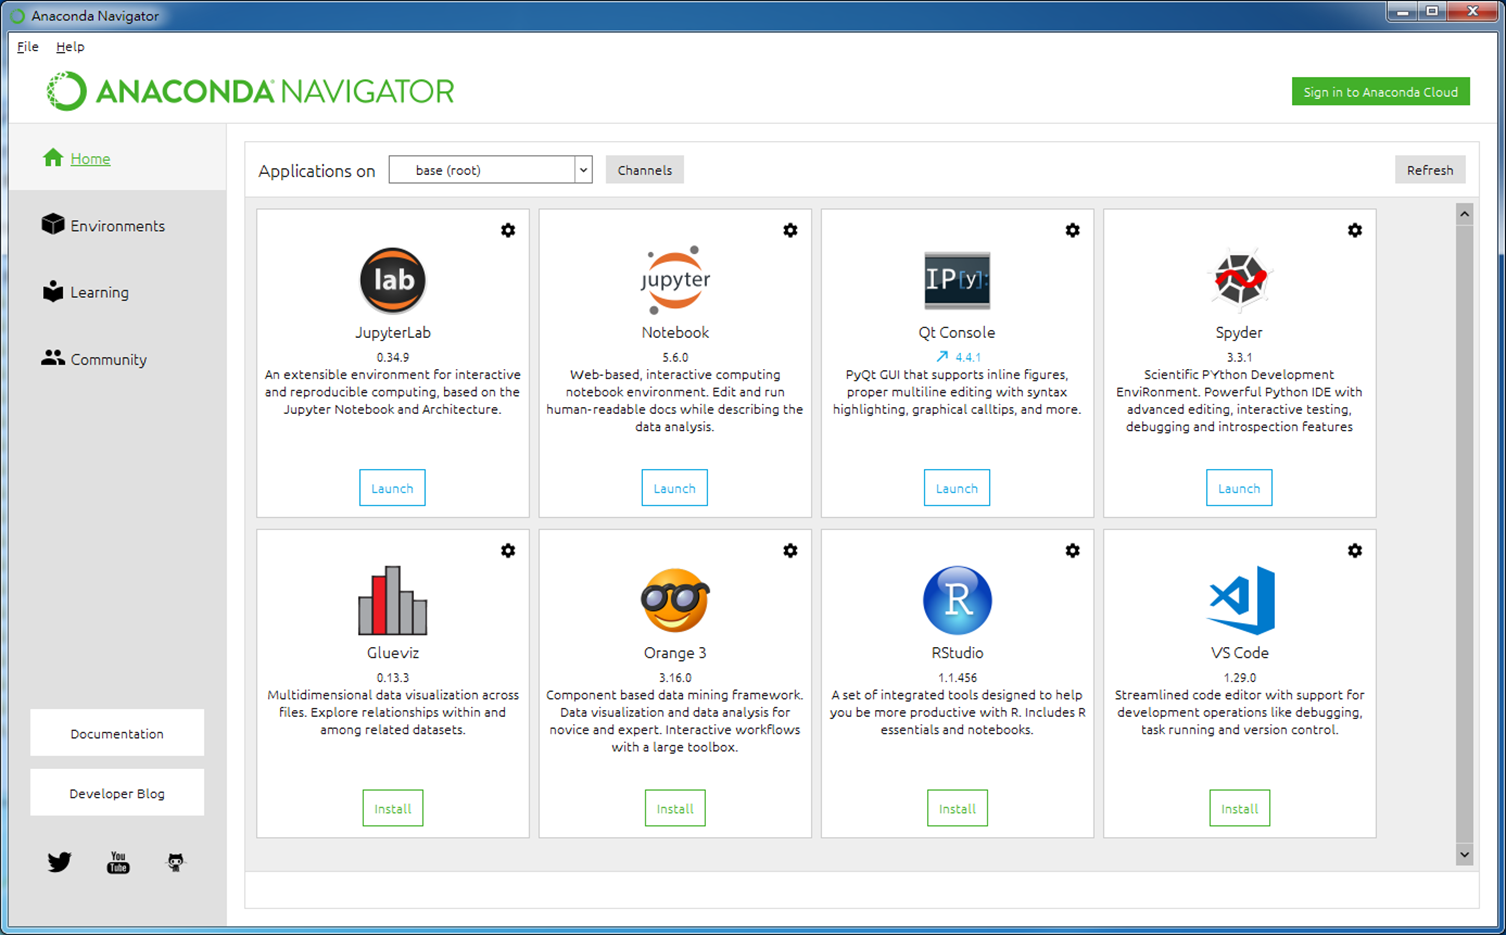 Anaconda Navigator
File Help
ANACONDA NAVIGATOR
Sign in to Anaconda Cloud
Home
Environments
Learning
Community
Documentation
Developer Blog
You
Tube
Applications on base (root) Channels Refresh
lab
JupyterLab
0.34.9
An extensible environment for interactive
and reproducible computing, based on the
Jupyter Notebook and Architecture.
Launch
jupyter
Notebook
5.6.0
Web-based, interactive computing
notebook environment. Edit and run
human-readable docs while describing the
data analysis.
Launch
IP[y]:
Qt Console
4.4.1
PyQt GUI that supports inline figures,
proper multiline editing with syntax
highlighting, graphical calltips, and more.
Launch
Spyder
3.3.1
Scientific PYthon Development
EnviRonment. Powerful Python IDE with
advanced editing, interactive testing,
debugging and introspection features
Launch
Glueviz
0.13.3
Multidimensional data visualization across
files. Explore relationships within and
among related datasets.
Install
Orange 3
3.16.0
Component based data mining framework.
Data visualization and data analysis for
novice and expert. Interactive workflows
with a large toolbox.
Install
R
RStudio
1.1.456
A set of integrated tools designed to help
you be more productive with R. Includes R
essentials and notebooks.
Install
VS Code
1.29.0
Streamlined code editor with support for
development operations like debugging,
task running and version control.
Install